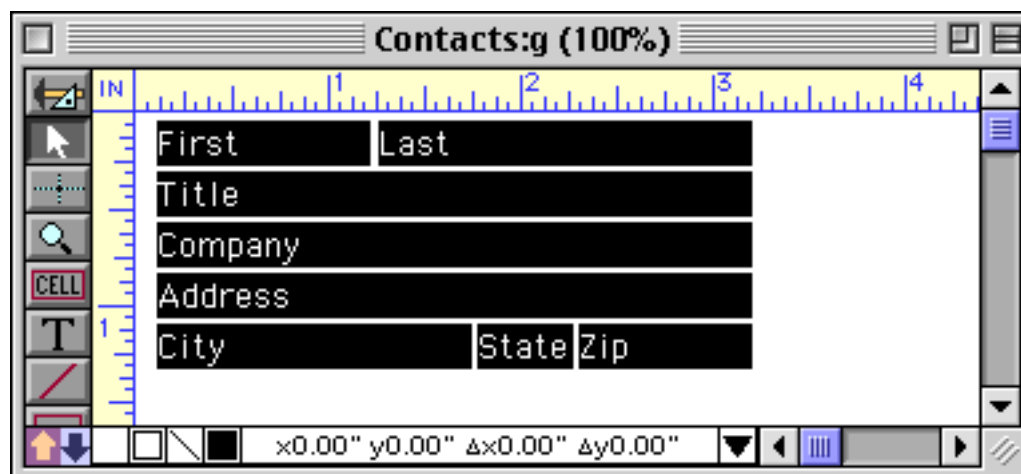 Contacts:g (100%)
IN 1 2 3 4
First Last
Title
Company
CELL
Address
T
1
City State Zip
x0.00" y0.00" Δx0.00" Δy0.00"